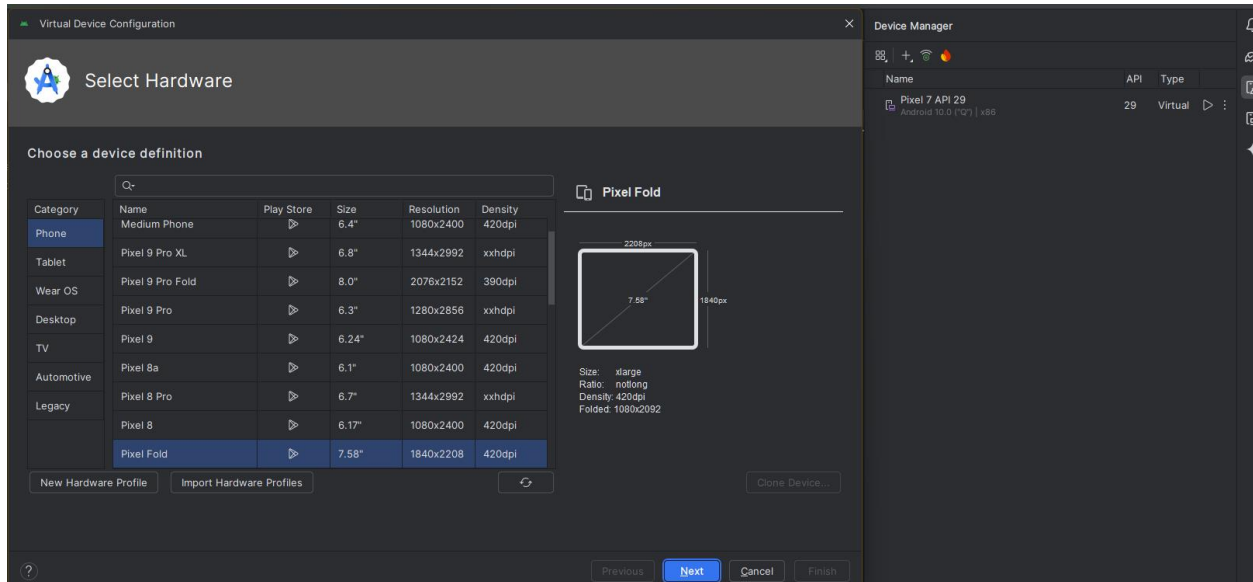 Virtual Device Configuration
Select Hardware
Choose a device definition
Category
Phone
Tablet
Wear OS
Desktop
TV
Automotive
Legacy
Name Play Store Size Resolution Density
Medium Phone 6.4" 1080x2400 420dpi
Pixel 9 Pro XL 6.8" 1344x2992 xxhdpi
Pixel 9 Pro Fold 8.0" 2076x2152 390dpi
Pixel 9 Pro 6.3" 1280x2856 xxhdpi
Pixel 9 6.24" 1080x2424 420dpi
Pixel 8a 6.1" 1080x2400 420dpi
Pixel 8 Pro 6.7" 1344x2992 xxhdpi
Pixel 8 6.17" 1080x2400 420dpi
Pixel Fold 7.58" 1840x2208 420dpi
New Hardware Profile Import Hardware Profiles
Pixel Fold
2208px
7.58" 1840px
Size: xlarge
Ratio: notlong
Density: 420dpi
Folded: 1080x2092
Clone Device...
? Previous Next Cancel Finish
Device Manager
Name API Type
Pixel 7 API 29 29 Virtual
Android 10.0 ("Q") | x86